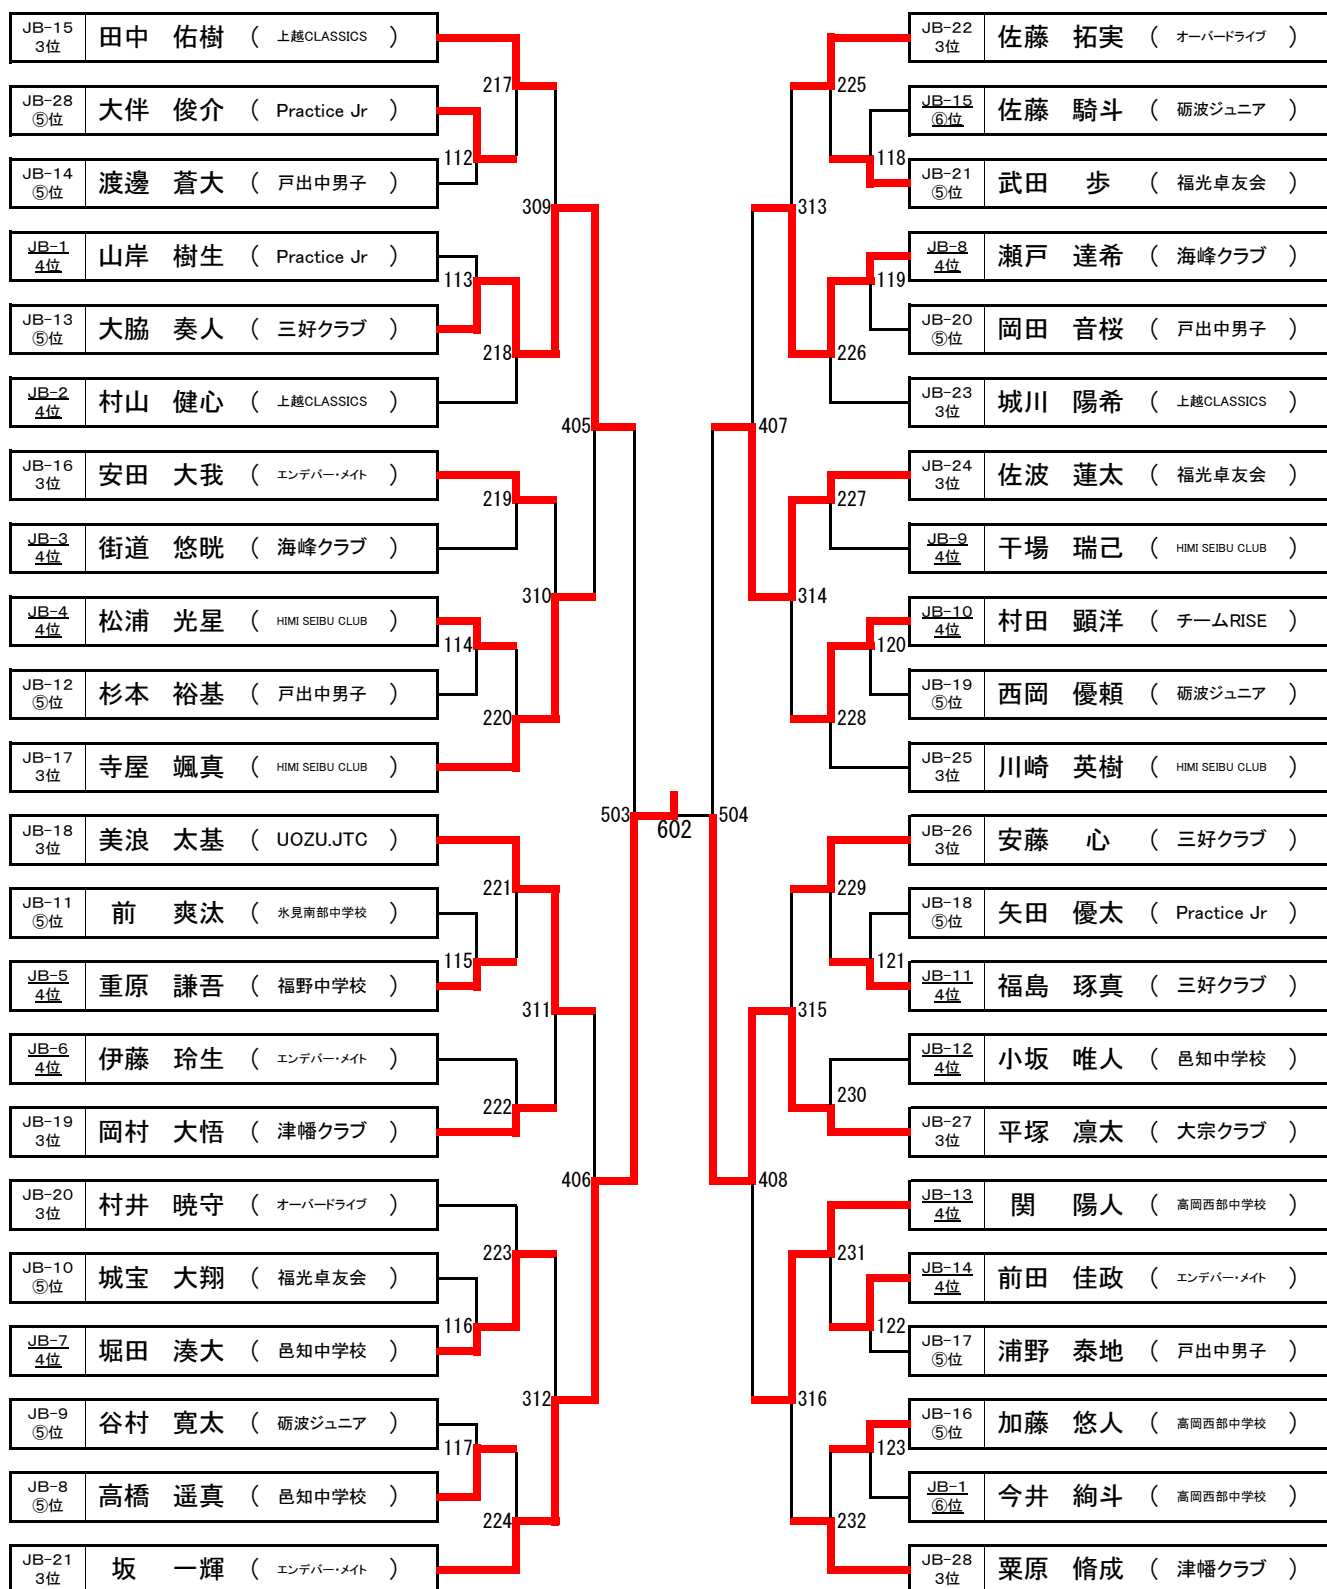 JB-15 3位 田中　佑樹 （ 上越CLASSICS ）
217
JB-28 ⑤位 大伴　俊介 （ Practice Jr ）
112
JB-14 ⑤位 渡邊　蒼大 （ 戸出中男子 ）
309
JB-1 4位 山岸　樹生 （ Practice Jr ）
113
JB-13 ⑤位 大脇　奏人 （ 三好クラブ ）
218
JB-2 4位 村山　健心 （ 上越CLASSICS ）
405
JB-16 3位 安田　大我 （ エンデバー・メイト ）
219
JB-3 4位 街道　悠晄 （ 海峰クラブ ）
310
JB-4 4位 松浦　光星 （ HIMI SEIBU CLUB ）
114
JB-12 ⑤位 杉本　裕基 （ 戸出中男子 ）
220
JB-17 3位 寺屋　颯真 （ HIMI SEIBU CLUB ）
503
JB-18 3位 美浪　太基 （ UOZU.JTC ）
221
JB-11 ⑤位 前　爽汰 （ 氷見南部中学校 ）
115
JB-5 4位 重原　謙吾 （ 福野中学校 ）
311
JB-6 4位 伊藤　玲生 （ エンデバー・メイト ）
222
JB-19 3位 岡村　大悟 （ 津幡クラブ ）
406
JB-20 3位 村井　暁守 （ オーバードライブ ）
223
JB-10 ⑤位 城宝　大翔 （ 福光卓友会 ）
116
JB-7 4位 堀田　湊大 （ 邑知中学校 ）
312
JB-9 ⑤位 谷村　寛太 （ 砺波ジュニア ）
117
JB-8 ⑤位 高橋　遥真 （ 邑知中学校 ）
224
JB-21 3位 坂　一輝 （ エンデバー・メイト ）
602
JB-22 3位 佐藤　拓実 （ オーバードライブ ）
225
JB-15 ⑥位 佐藤　騎斗 （ 砺波ジュニア ）
118
JB-21 ⑤位 武田　歩 （ 福光卓友会 ）
313
JB-8 4位 瀬戸　達希 （ 海峰クラブ ）
119
JB-20 ⑤位 岡田　音桜 （ 戸出中男子 ）
226
JB-23 3位 城川　陽希 （ 上越CLASSICS ）
407
JB-24 3位 佐波　蓮太 （ 福光卓友会 ）
227
JB-9 4位 干場　瑞己 （ HIMI SEIBU CLUB ）
314
JB-10 4位 村田　顕洋 （ チームRISE ）
120
JB-19 ⑤位 西岡　優頼 （ 砺波ジュニア ）
228
JB-25 3位 川崎　英樹 （ HIMI SEIBU CLUB ）
504
JB-26 3位 安藤　心 （ 三好クラブ ）
229
JB-18 ⑤位 矢田　優太 （ Practice Jr ）
121
JB-11 4位 福島　琢真 （ 三好クラブ ）
315
JB-12 4位 小坂　唯人 （ 邑知中学校 ）
230
JB-27 3位 平塚　凛太 （ 大宗クラブ ）
408
JB-13 4位 関　陽人 （ 高岡西部中学校 ）
231
JB-14 4位 前田　佳政 （ エンデバー・メイト ）
122
JB-17 ⑤位 浦野　泰地 （ 戸出中男子 ）
316
JB-16 ⑤位 加藤　悠人 （ 高岡西部中学校 ）
123
JB-1 ⑥位 今井　絢斗 （ 高岡西部中学校 ）
232
JB-28 3位 粟原　脩成 （ 津幡クラブ ）